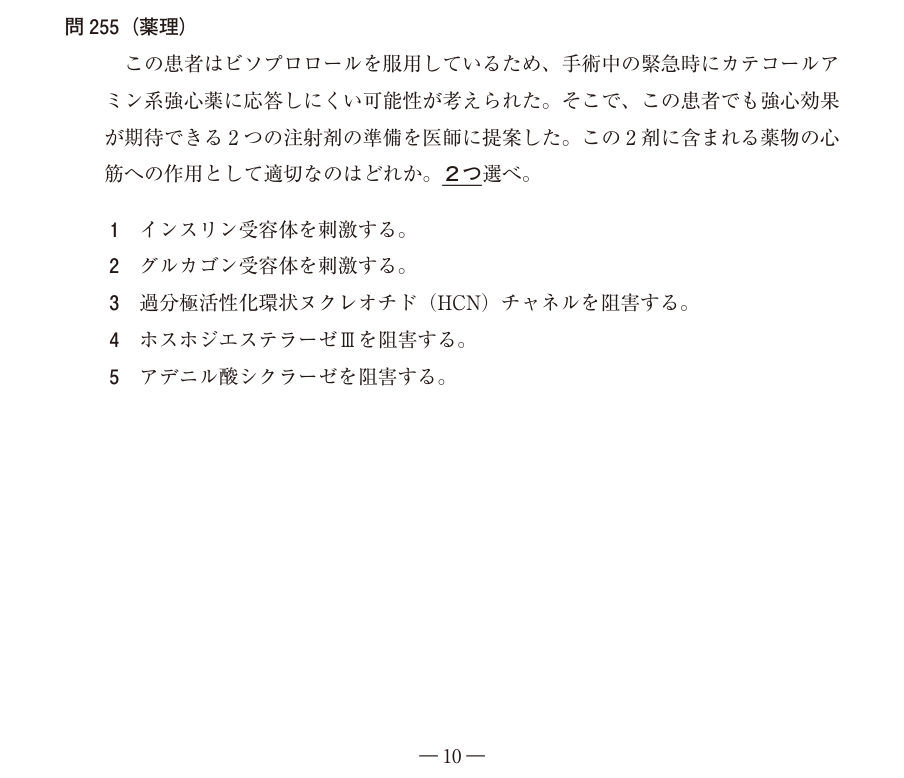 問 255（薬理）
この患者はビソプロロールを服用しているため、手術中の緊急時にカテコールア
ミン系強心薬に応答しにくい可能性が考えられた。そこで、この患者でも強心効果
が期待できる２つの注射剤の準備を医師に提案した。この２剤に含まれる薬物の心
筋への作用として適切なのはどれか。２つ選べ。
1 インスリン受容体を刺激する。
2 グルカゴン受容体を刺激する。
3 過分極活性化環状ヌクレオチド（HCN）チャネルを阻害する。
4 ホスホジエステラーゼⅢを阻害する。
5 アデニル酸シクラーゼを阻害する。
— 10 —